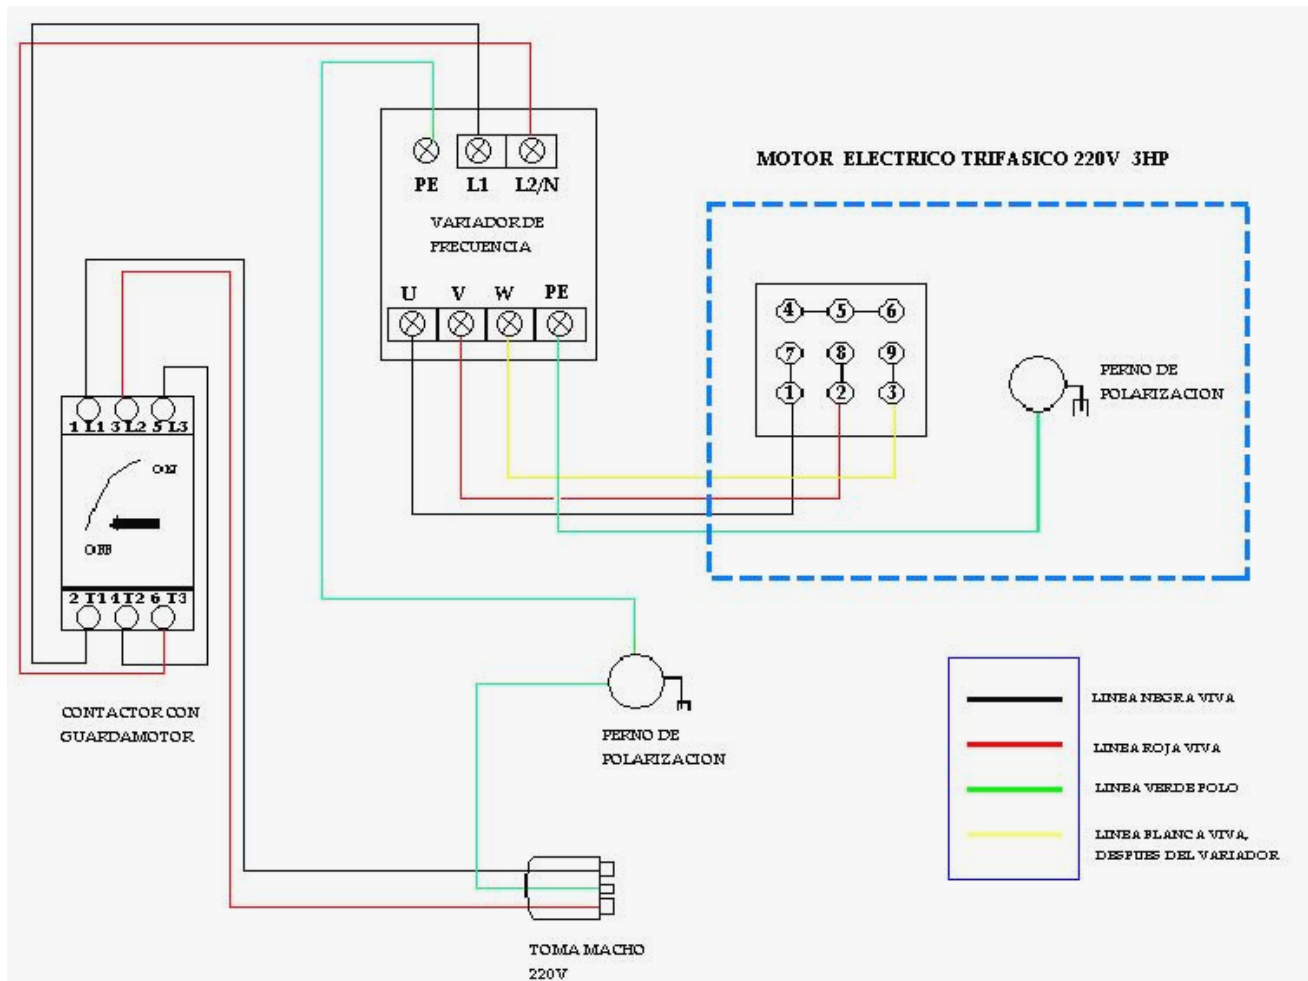 MOTOR ELECTRICO TRIFASICO 220V 3HP
PE L1 L2/N
VARIADOR DE
FRECUENCIA
U V W PE
4 5 6
7 8 9
1 2 3
PERNO DE
POLARIZACION
1 L1 3 L2 5 L3
ON
OFF
2 T1 4 T2 6 T3
CONTACTOR CON
GUARDAMOTOR
PERNO DE
POLARIZACION
LINEA NEGRA VIVA
LINEA ROJA VIVA
LINEA VERDE POLO
LINEA BLANCA VIVA,
DESPUES DEL VARIADOR
TOMA MACHO
220V